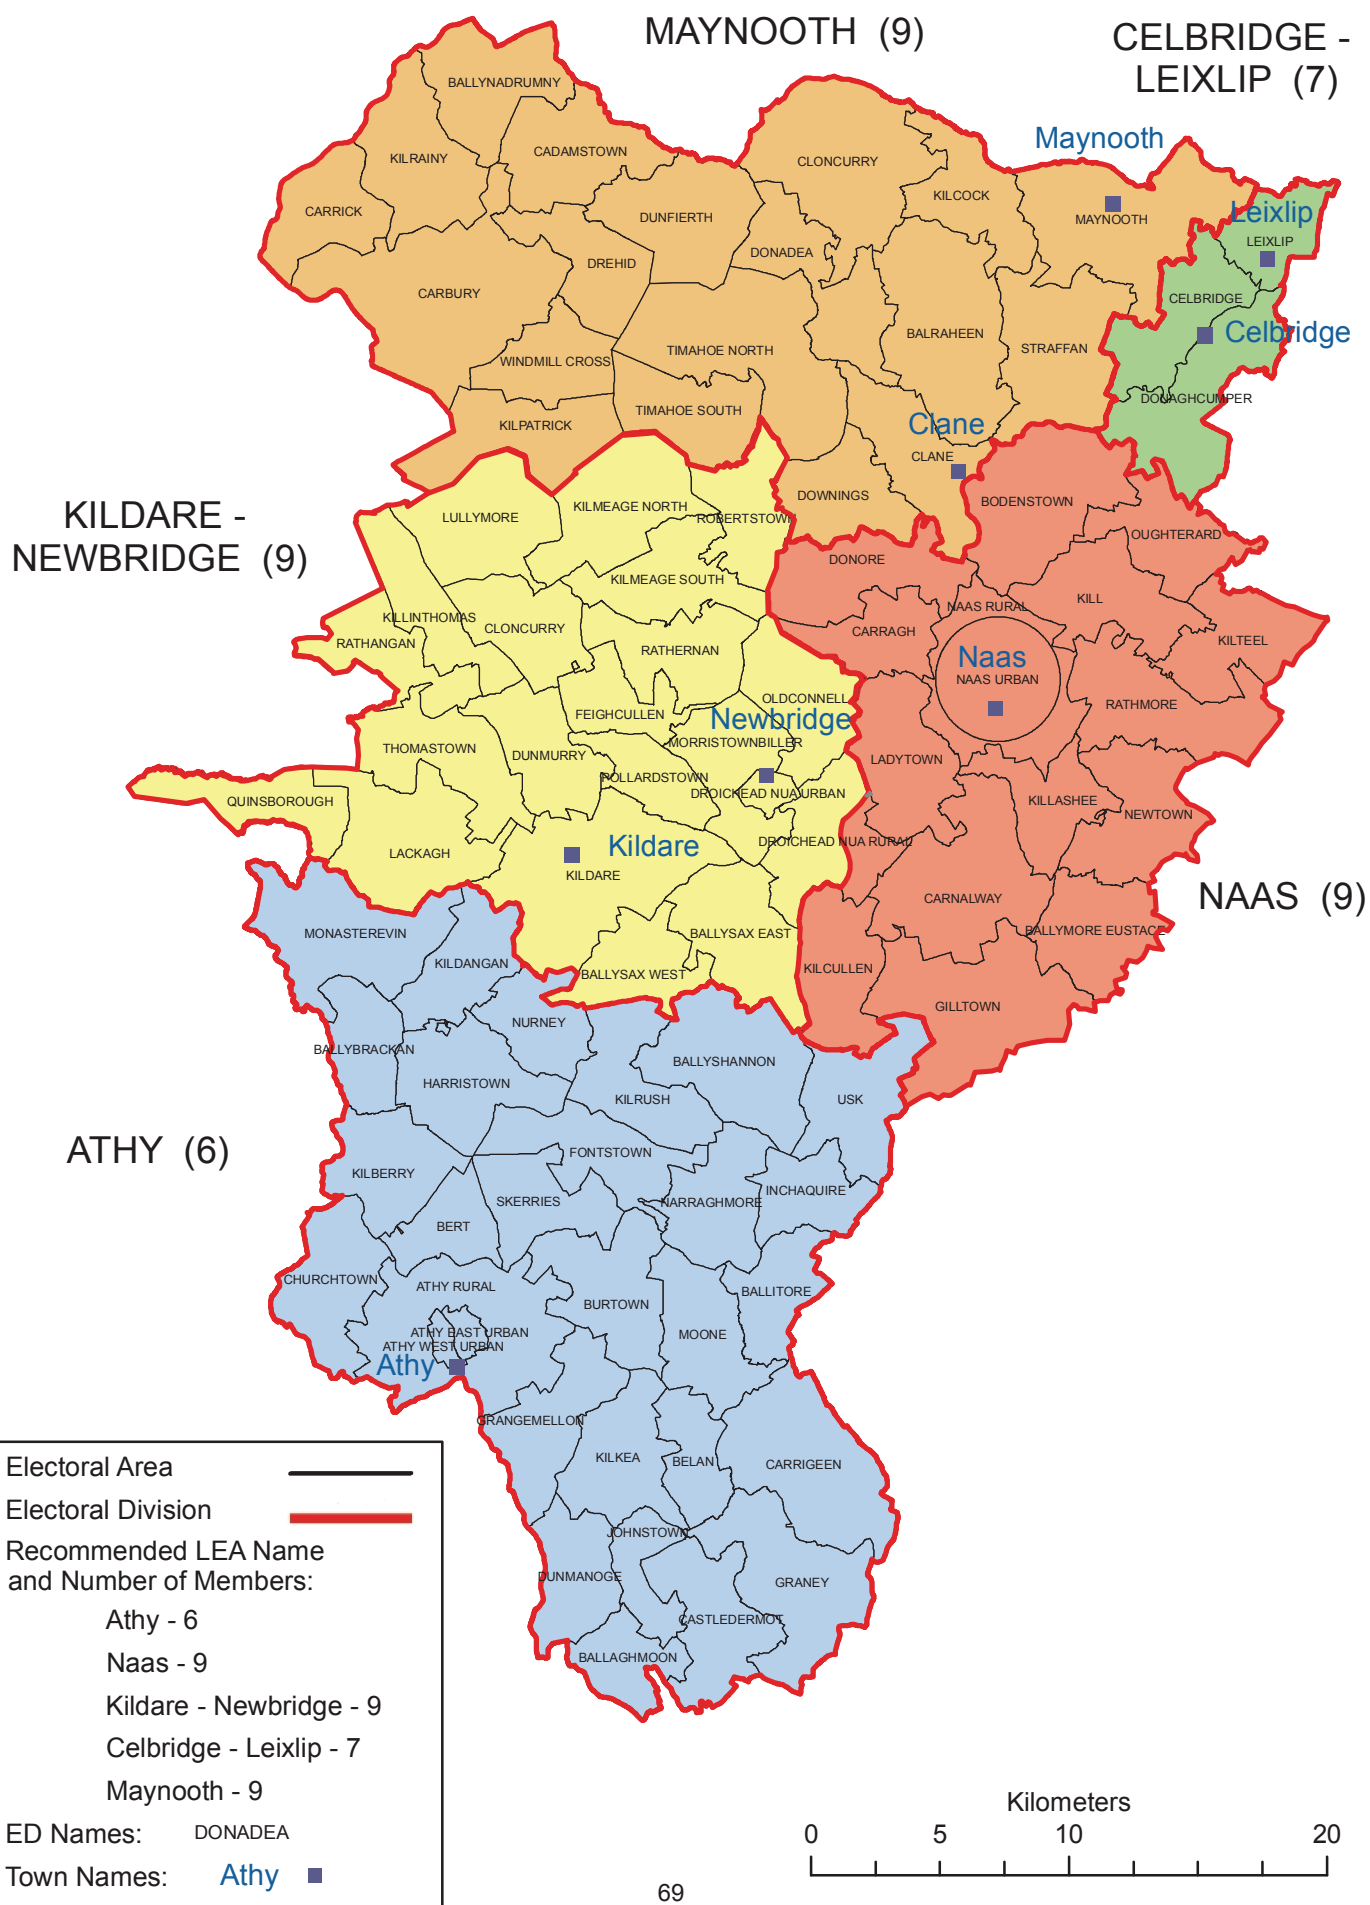 MAYNOOTH (9)
CELBRIDGE -
LEIXLIP (7)
BALLYNADRUMNY
Maynooth
KILRAINY
CADAMSTOWN
CLONCURRY
KILCOCK
CARRICK
DUNFIERTH
MAYNOOTH
Leixlip
LEIXLIP
DREHID
DONADEA
CARBURY
CELBRIDGE
Celbridge
BALRAHEEN
WINDMILL CROSS
TIMAHOE NORTH
STRAFFAN
DONAGHCUMPER
TIMAHOE SOUTH
KILPATRICK
Clane
CLANE
DOWNINGS
BODENSTOWN
KILDARE -
NEWBRIDGE (9)
LULLYMORE
KILMEAGE NORTH
ROBERTSTOWN
OUGHTERARD
DONORE
KILMEAGE SOUTH
KILLINTHOMAS
CLONCURRY
NAAS RURAL
KILL
CARRAGH
KILTEEL
RATHANGAN
RATHERNAN
Naas
NAAS URBAN
OLDCONNELL
RATHMORE
FEIGHCULLEN
Newbridge
MORRISTOWNBILLER
THOMASTOWN
DUNMURRY
LADYTOWN
POLLARDSTOWN
DROICHEAD NUA URBAN
QUINSBOROUGH
KILLASHEE
NEWTOWN
DROICHEAD NUA RURAL
LACKAGH
Kildare
KILDARE
NAAS (9)
CARNALWAY
MONASTEREVIN
BALLYSAX EAST
BALLYMORE EUSTACE
KILDANGAN
BALLYSAX WEST
KILCULLEN
GILLTOWN
NURNEY
BALLYBRACKAN
BALLYSHANNON
HARRISTOWN
KILRUSH
USK
ATHY (6)
FONTSTOWN
KILBERRY
SKERRIES
NARRAGHMORE
INCHAQUIRE
BERT
CHURCHTOWN
ATHY RURAL
BALLITORE
BURTOWN
MOONE
ATHY EAST URBAN
ATHY WEST URBAN
Athy
GRANGEMELLON
KILKEA
BELAN
CARRIGEEN
JOHNSTOWN
DUNMANOGE
GRANEY
CASTLEDERMOT
BALLAGHMOON
Electoral Area
Electoral Division
Recommended LEA Name
and Number of Members:
Athy - 6
Naas - 9
Kildare - Newbridge - 9
Celbridge - Leixlip - 7
Maynooth - 9
ED Names: DONADEA
Town Names: Athy
Kilometers
0 5 10 20
69